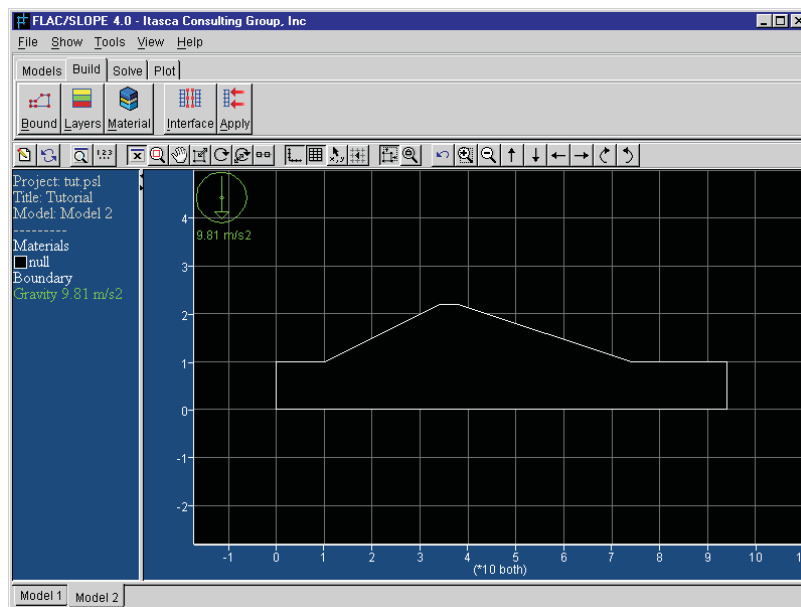 FLAC/SLOPE 4.0 - Itasca Consulting Group, Inc
File Show Tools View Help
Models Build Solve Plot
Bound Layers Material Interface Apply
123
Project: tut.psl
Title: Tutorial
Model: Model 2
---------
Materials
null
Boundary
Gravity 9.81 m/s2
9.81 m/s2
4
3
2
1
0
-1
-2
-1 0 1 2 3 4 5 6 7 8 9 10 11
(*10 both)
Model 1 Model 2